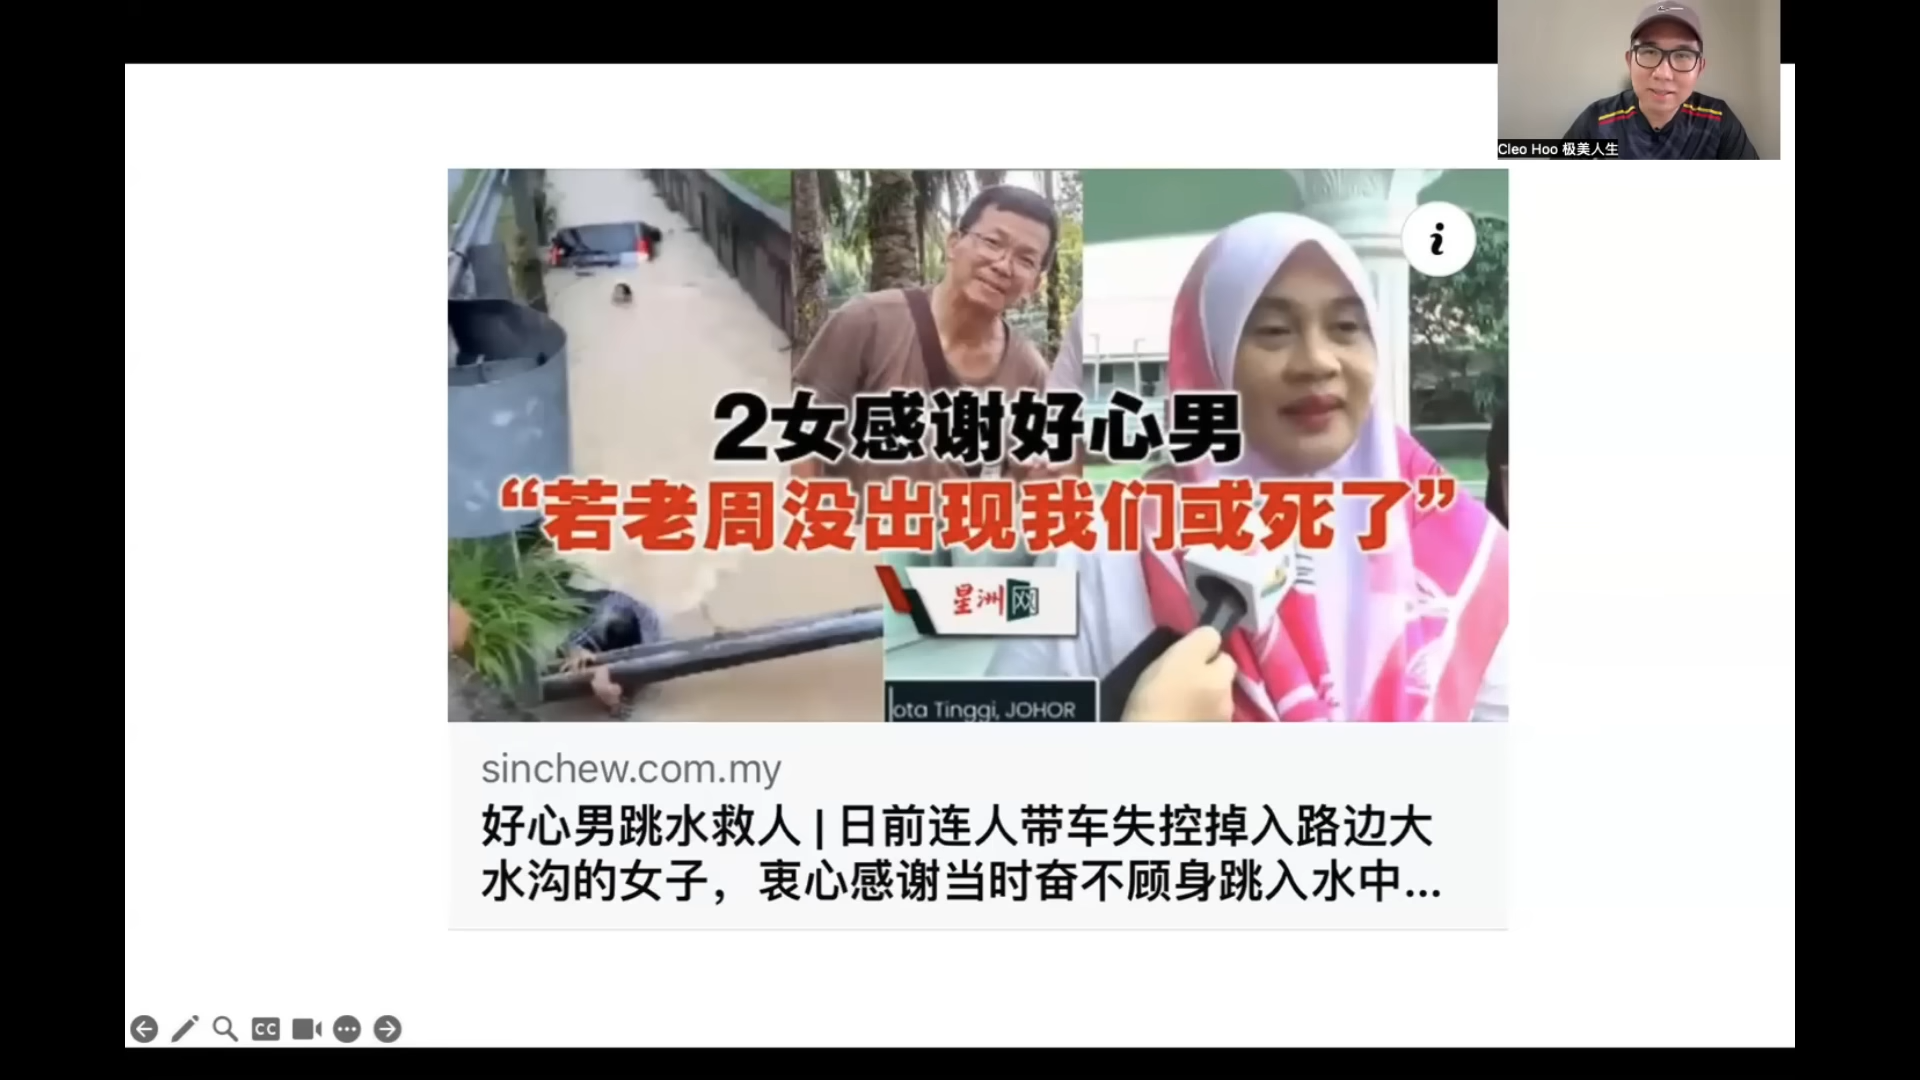 Cleo Hoo 极美人生
2女感谢好心男
“若老周没出现我们或死了”
星洲网
ota Tinggi, JOHOR
sinchew.com.my
好心男跳水救人 | 日前连人带车失控掉入路边大
水沟的女子，衷心感谢当时奋不顾身跳入水中...
CC